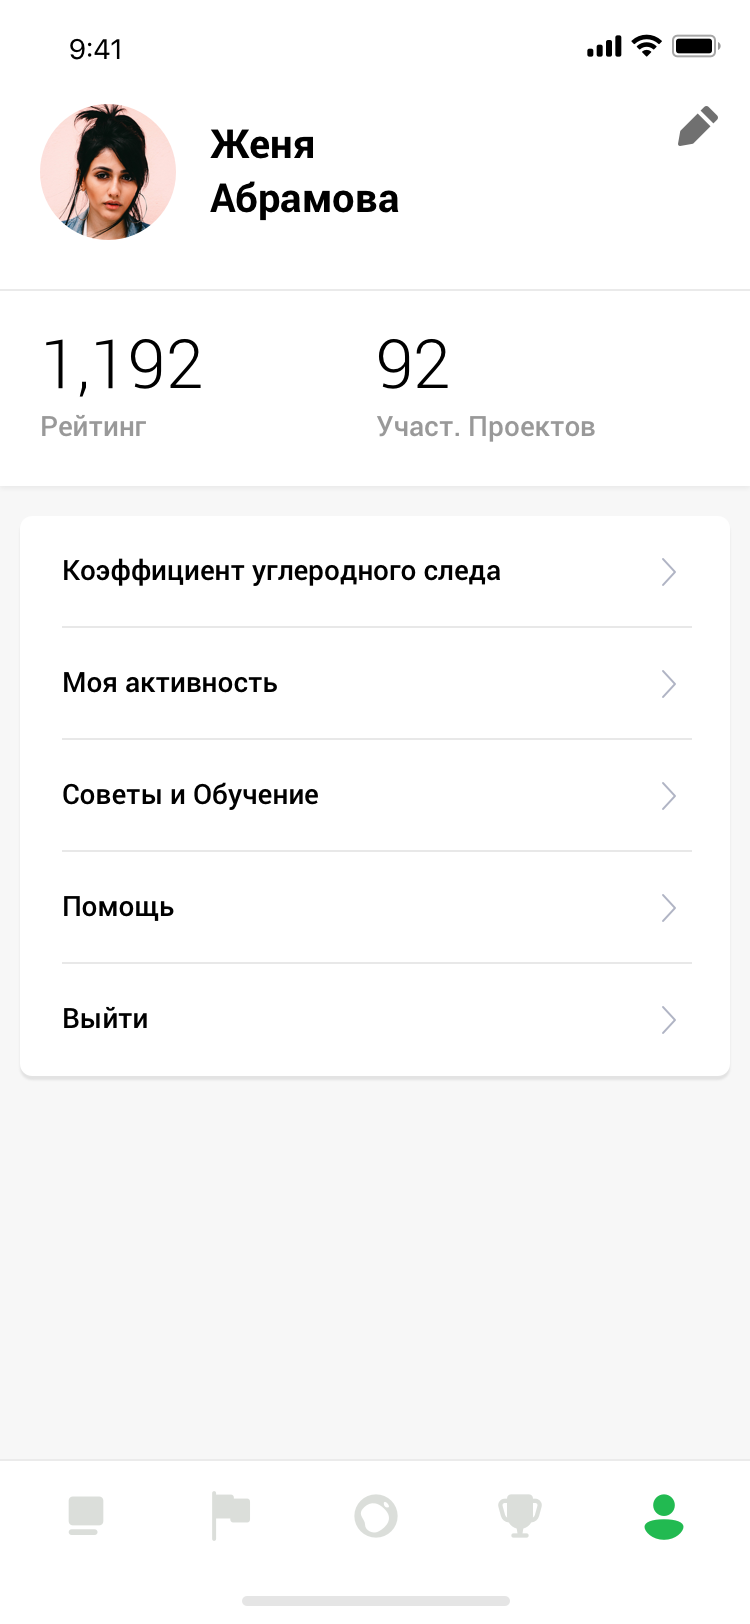 9:41
Женя
Абрамова
1,192
92
Рейтинг
Участ. Проектов
Коэффициент углеродного следа
Моя активность
Советы и Обучение
Помощь
Выйти